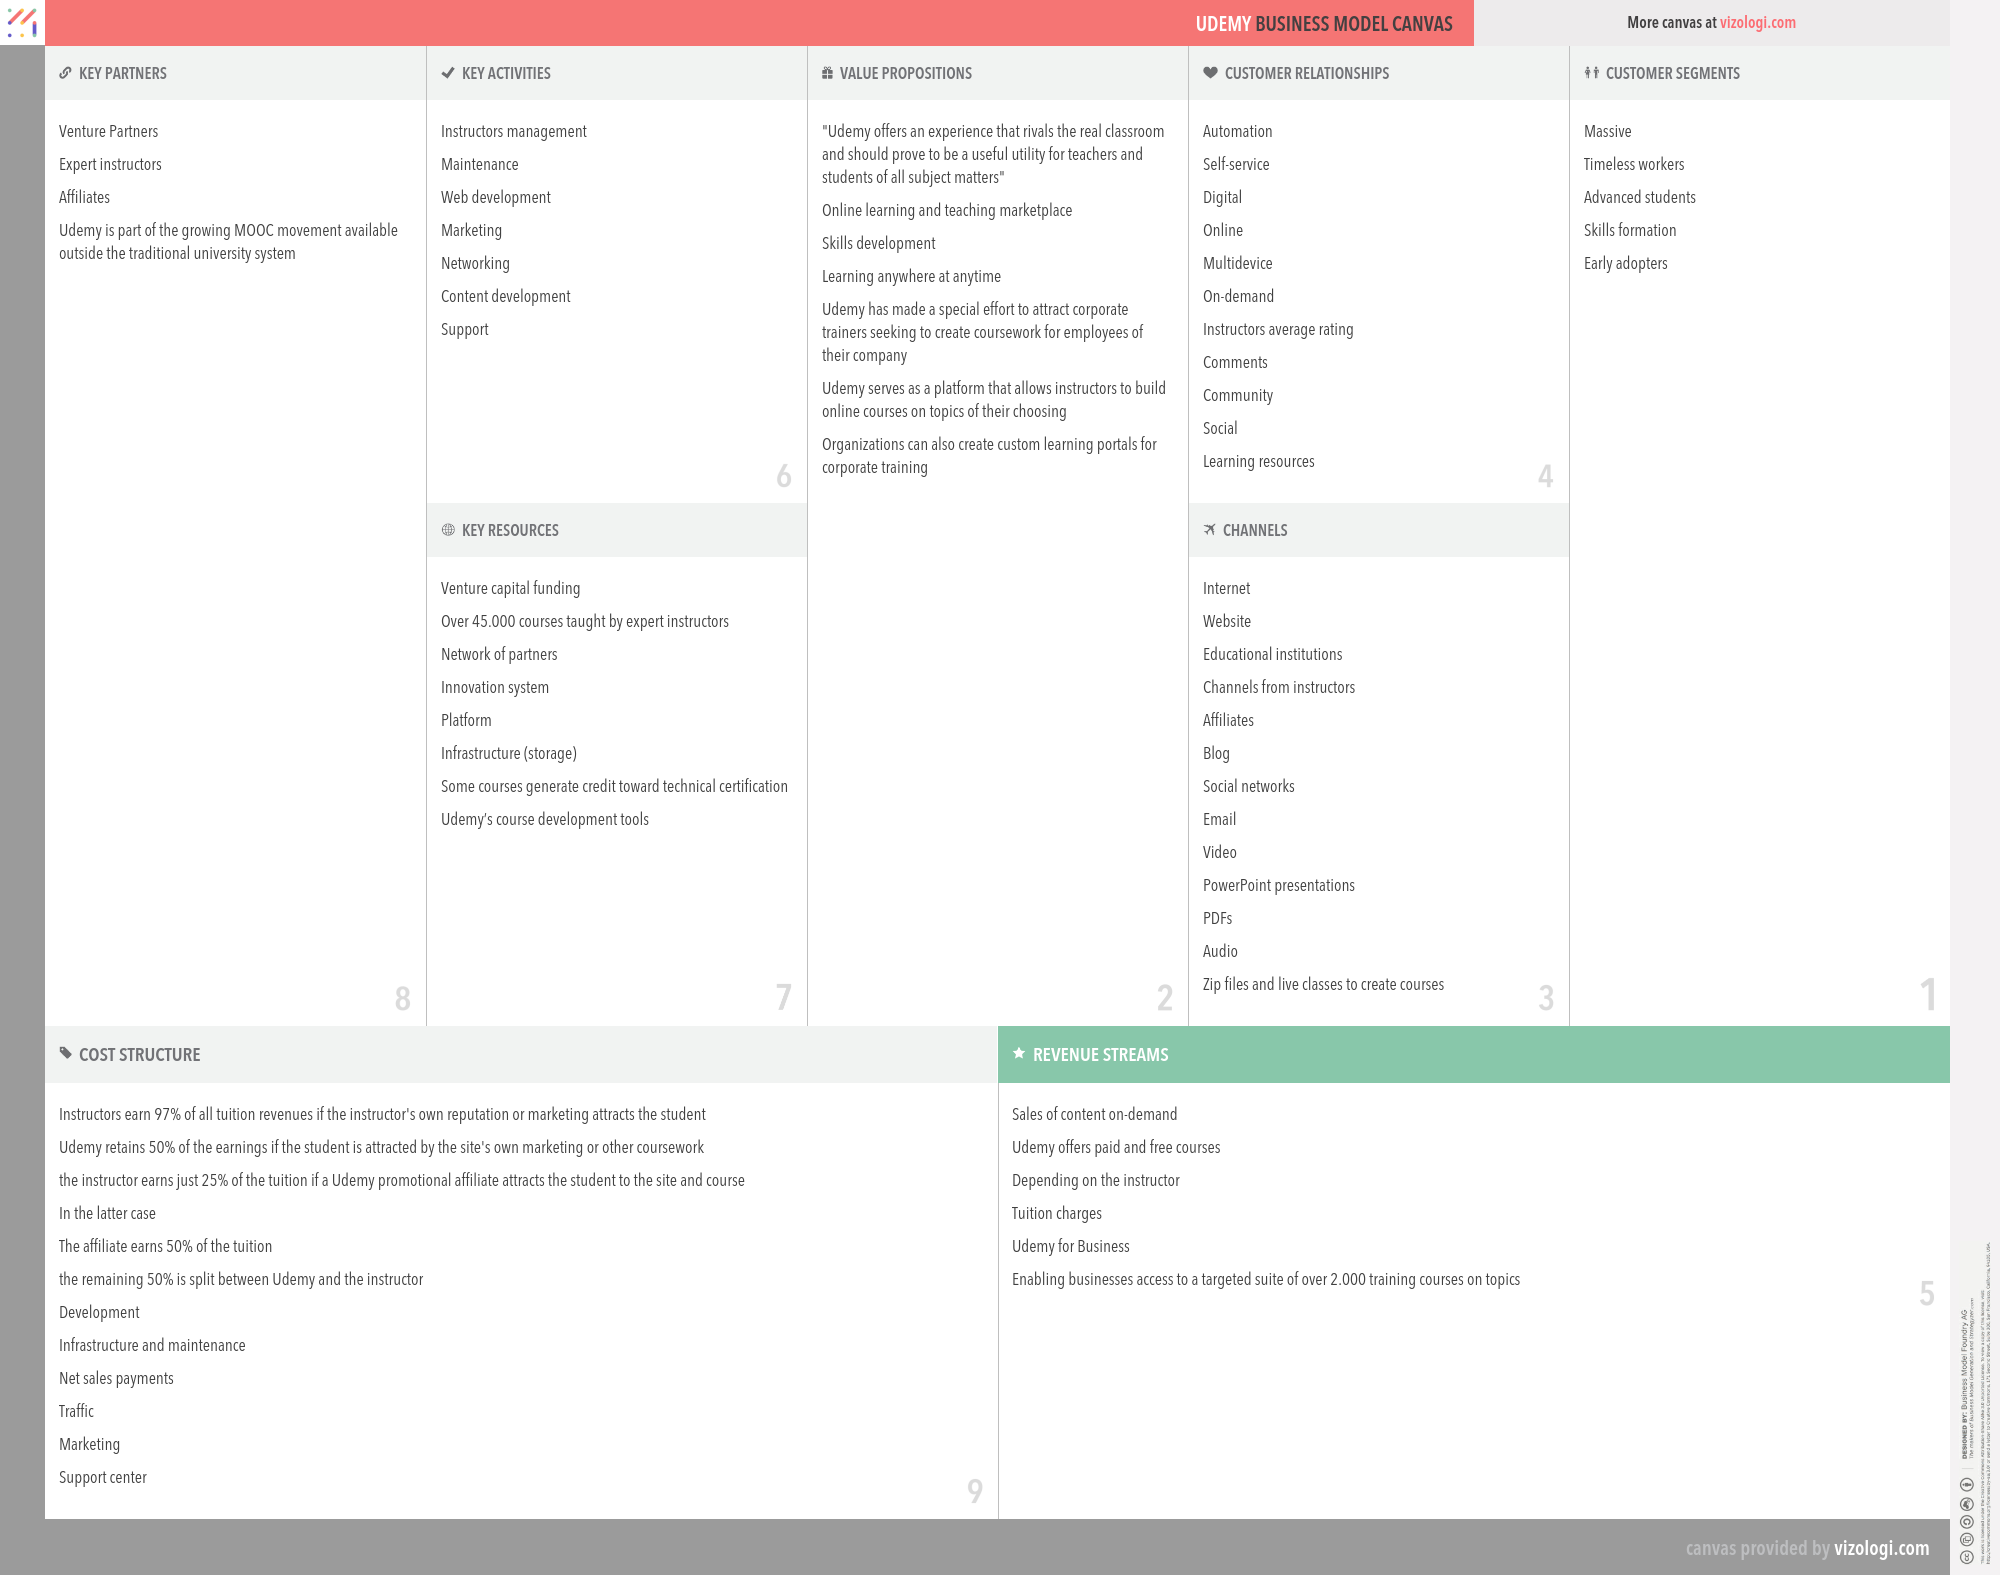 UDEMY BUSINESS MODEL CANVAS
More canvas at vizologi.com
KEY PARTNERS
Venture Partners
Expert instructors
Affiliates
Udemy is part of the growing MOOC movement available
outside the traditional university system
8
KEY ACTIVITIES
Instructors management
Maintenance
Web development
Marketing
Networking
Content development
Support
6
KEY RESOURCES
Venture capital funding
Over 45.000 courses taught by expert instructors
Network of partners
Innovation system
Platform
Infrastructure (storage)
Some courses generate credit toward technical certification
Udemy’s course development tools
7
VALUE PROPOSITIONS
"Udemy offers an experience that rivals the real classroom
and should prove to be a useful utility for teachers and
students of all subject matters"
Online learning and teaching marketplace
Skills development
Learning anywhere at anytime
Udemy has made a special effort to attract corporate
trainers seeking to create coursework for employees of
their company
Udemy serves as a platform that allows instructors to build
online courses on topics of their choosing
Organizations can also create custom learning portals for
corporate training
2
CUSTOMER RELATIONSHIPS
Automation
Self-service
Digital
Online
Multidevice
On-demand
Instructors average rating
Comments
Community
Social
Learning resources
4
CHANNELS
Internet
Website
Educational institutions
Channels from instructors
Affiliates
Blog
Social networks
Email
Video
PowerPoint presentations
PDFs
Audio
Zip files and live classes to create courses
3
CUSTOMER SEGMENTS
Massive
Timeless workers
Advanced students
Skills formation
Early adopters
1
COST STRUCTURE
Instructors earn 97% of all tuition revenues if the instructor's own reputation or marketing attracts the student
Udemy retains 50% of the earnings if the student is attracted by the site's own marketing or other coursework
the instructor earns just 25% of the tuition if a Udemy promotional affiliate attracts the student to the site and course
In the latter case
The affiliate earns 50% of the tuition
the remaining 50% is split between Udemy and the instructor
Development
Infrastructure and maintenance
Net sales payments
Traffic
Marketing
Support center
9
REVENUE STREAMS
Sales of content on-demand
Udemy offers paid and free courses
Depending on the instructor
Tuition charges
Udemy for Business
Enabling businesses access to a targeted suite of over 2.000 training courses on topics
5
DESIGNED BY: Business Model Foundry AG
The makers of Business Model Generation and Strategyzer
canvas provided by vizologi.com